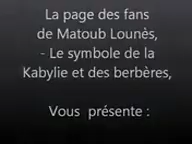 La page des fans
de Matoub Lounès,
- Le symbole de la
Kabylie et des berbères,
Vous présente :